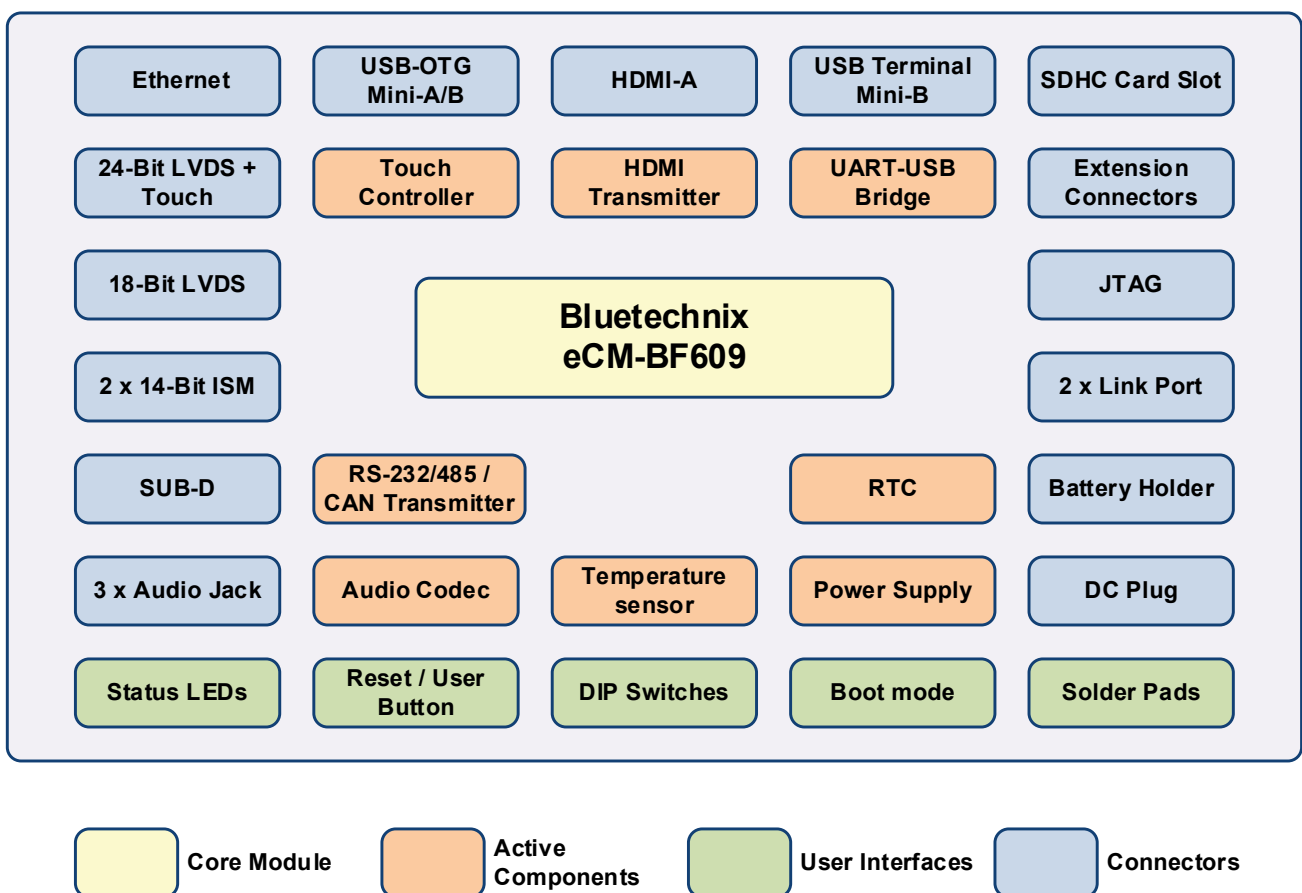 Ethernet
USB-OTG
Mini-A/B
HDMI-A
USB Terminal
Mini-B
SDHC Card Slot
24-Bit LVDS +
Touch
Touch
Controller
HDMI
Transmitter
UART-USB
Bridge
Extension
Connectors
18-Bit LVDS
Bluetechnix
eCM-BF609
JTAG
2 x 14-Bit ISM
2 x Link Port
SUB-D
RS-232/485 /
CAN Transmitter
RTC
Battery Holder
3 x Audio Jack
Audio Codec
Temperature
sensor
Power Supply
DC Plug
Status LEDs
Reset / User
Button
DIP Switches
Boot mode
Solder Pads
Core Module
Active
Components
User Interfaces
Connectors